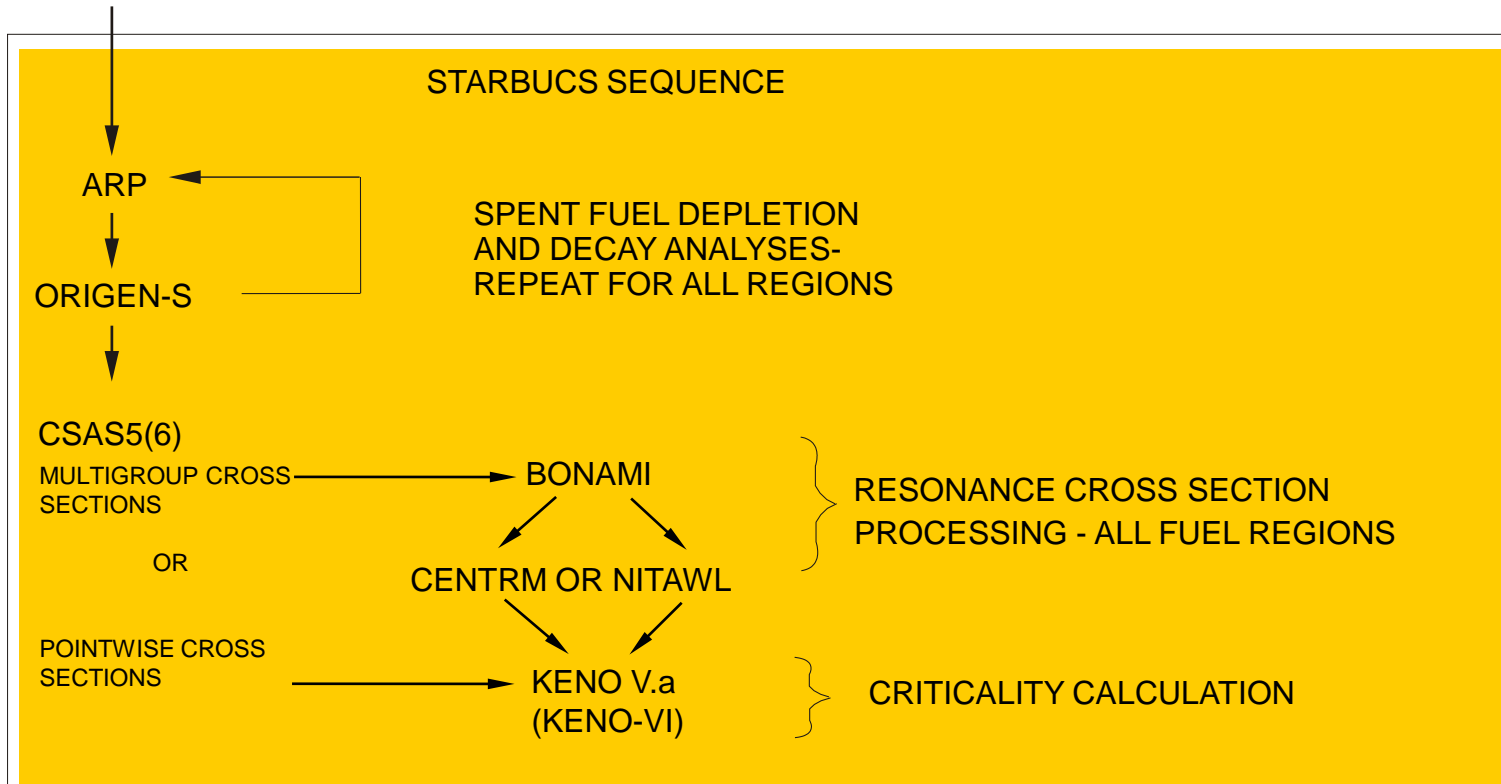 STARBUCS SEQUENCE
ARP
SPENT FUEL DEPLETION
AND DECAY ANALYSES-
REPEAT FOR ALL REGIONS
ORIGEN-S
CSAS5(6)
MULTIGROUP CROSS
SECTIONS
BONAMI
RESONANCE CROSS SECTION
PROCESSING - ALL FUEL REGIONS
OR
CENTRM OR NITAWL
POINTWISE CROSS
SECTIONS
KENO V.a
(KENO-VI)
CRITICALITY CALCULATION